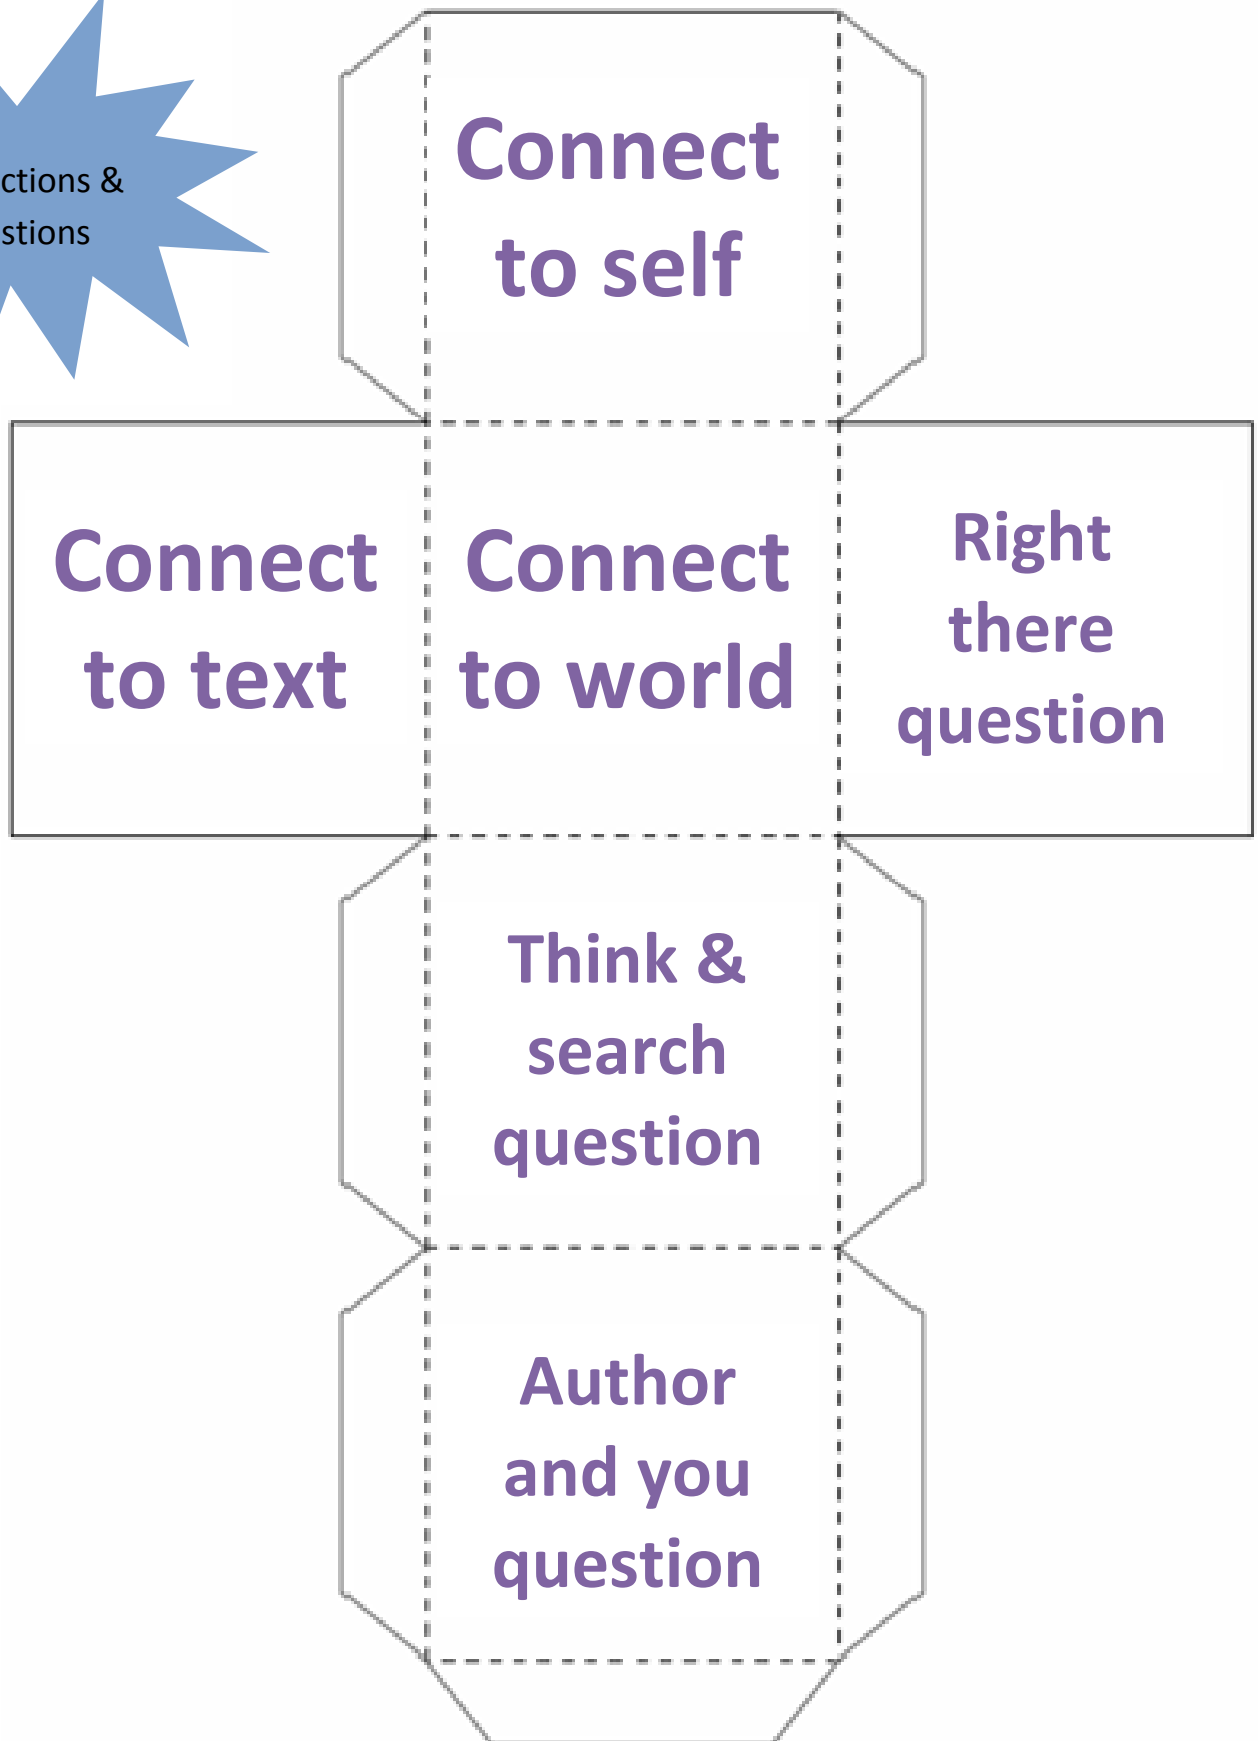 ctions &
stions
Connect
to self
Connect
to text
Connect
to world
Right
there
question
Think &
search
question
Author
and you
question